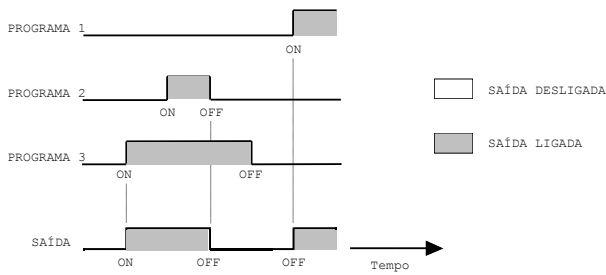 PROGRAMA 1
ON
PROGRAMA 2
ON OFF
SAÍDA DESLIGADA
SAÍDA LIGADA
PROGRAMA 3
ON OFF
SAÍDA
ON OFF OFF
Tempo